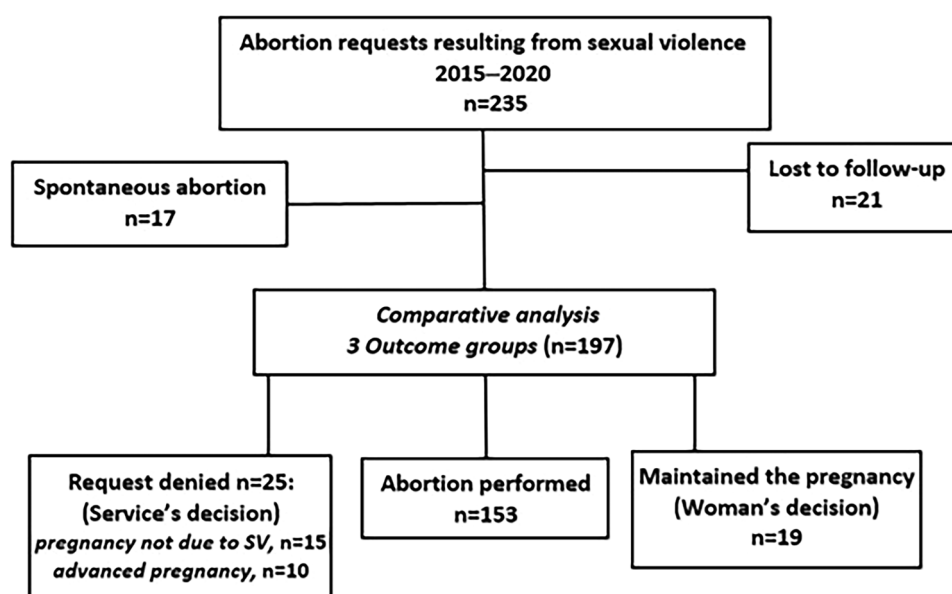 Abortion requests resulting from sexual violence
2015–2020
n=235
Spontaneous abortion
n=17
Lost to follow-up
n=21
Comparative analysis
3 Outcome groups (n=197)
Request denied n=25:
(Service's decision)
pregnancy not due to SV, n=15
advanced pregnancy, n=10
Abortion performed
n=153
Maintained the pregnancy
(Woman's decision)
n=19